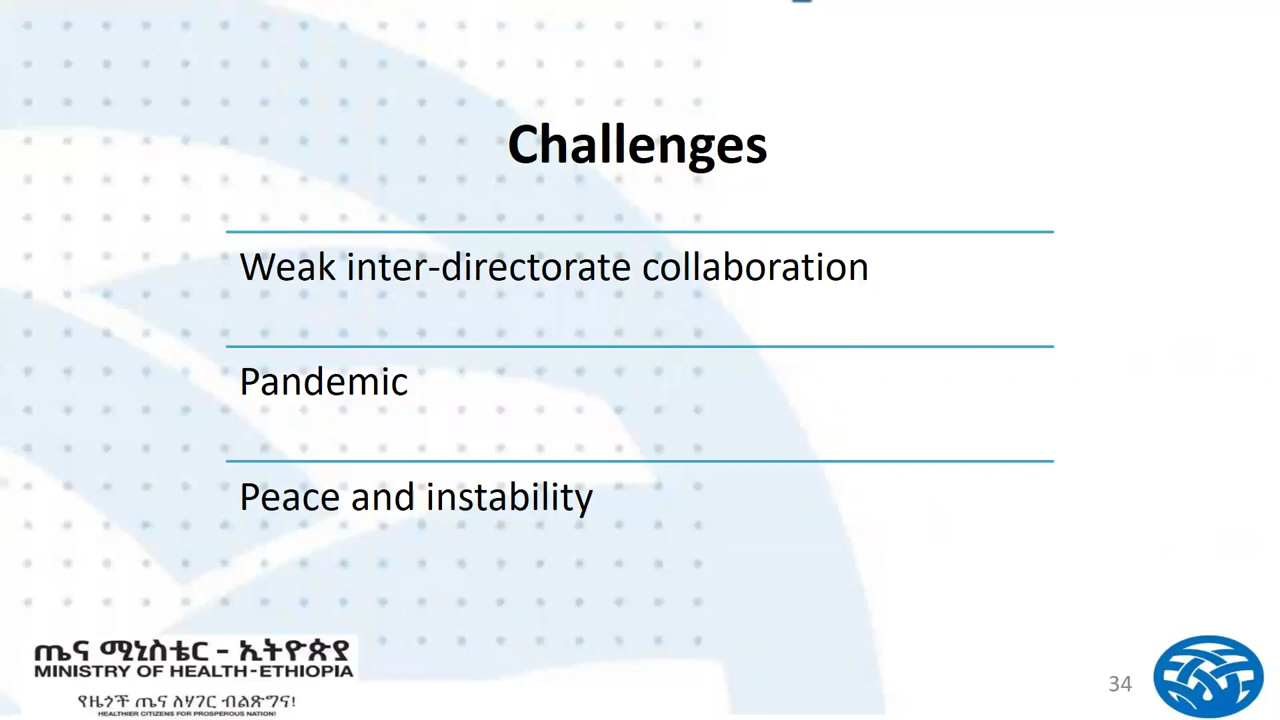 Challenges
Weak inter-directorate collaboration
Pandemic
Peace and instability
ጤና ሚኒስቴር - ኢትዮጵያ
MINISTRY OF HEALTH-ETHIOPIA
የዜጎች ጤና ለሃገር ብልጽግና!
HEALTHIER CITIZENS FOR PROSPEROUS NATION!
34